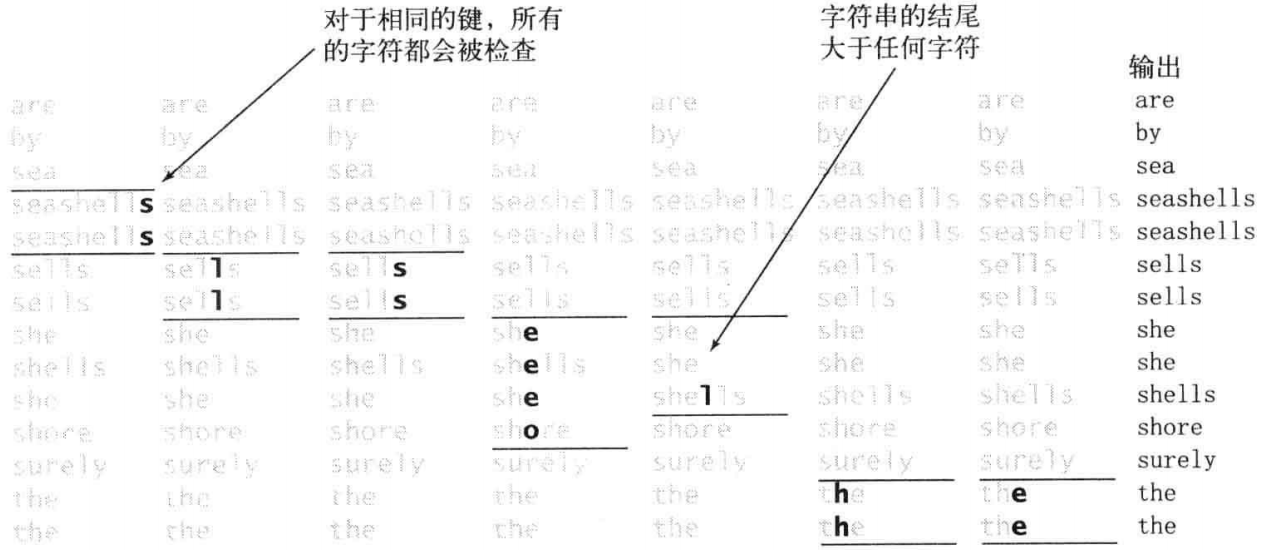 对于相同的键，所有
的字符都会被检查
字符串的结尾
大于任何字符
输出
are are are are are are are are
by by by by by by by by
sea sea sea sea sea sea sea sea
seashells seashells seashells seashells seashells seashells seashells seashells
seashells seashells seashells seashells seashells seashells seashells seashells
sells sells sells sells sells sells sells sells
sells sells sells sells sells sells sells sells
she she she she she she she she
shells shells shells shells she she she she
she she she she shells shells shells shells
shore shore shore shore shore shore shore shore
surely surely surely surely surely surely surely surely
the the the the the the the the
the the the the the the the the